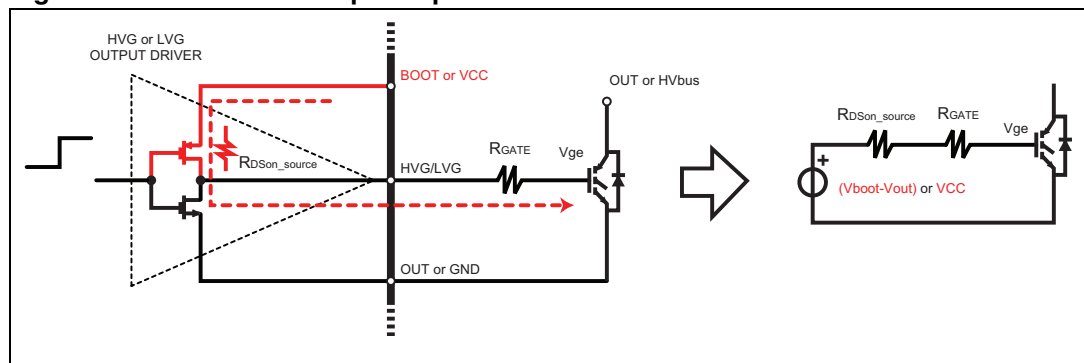 HVG or LVG
OUTPUT DRIVER
BOOT or VCC
OUT or HVbus
RDSon_source
RGATE
Vge
HVG/LVG
OUT or GND
RDSon_source
RGATE
Vge
+
(Vboot-Vout) or VCC